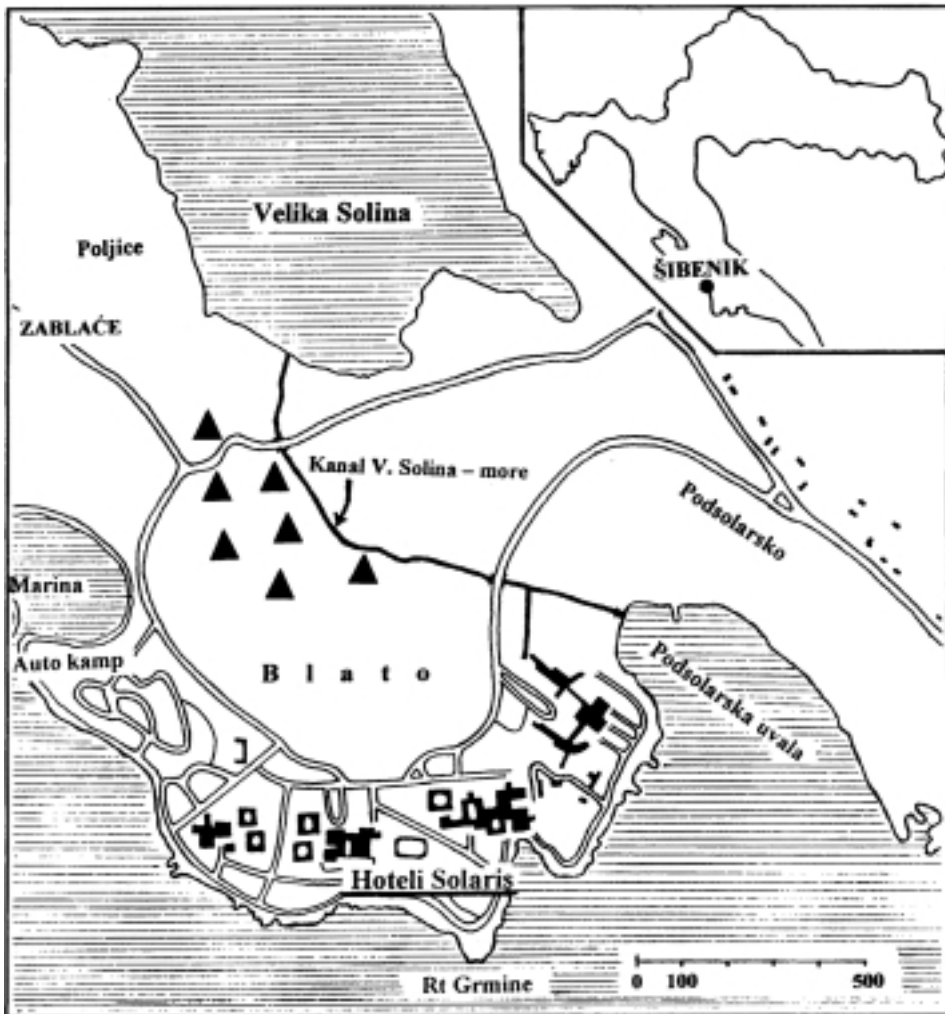 Velika Solina
Poljice
ŠIBENIK
ZABLAĆE
Kanal V. Solina – more
Podsolarsko
Marina
Auto kamp
Blato
Podsolarska uvala
Hoteli Solaris
Rt Grmine
0 100 500